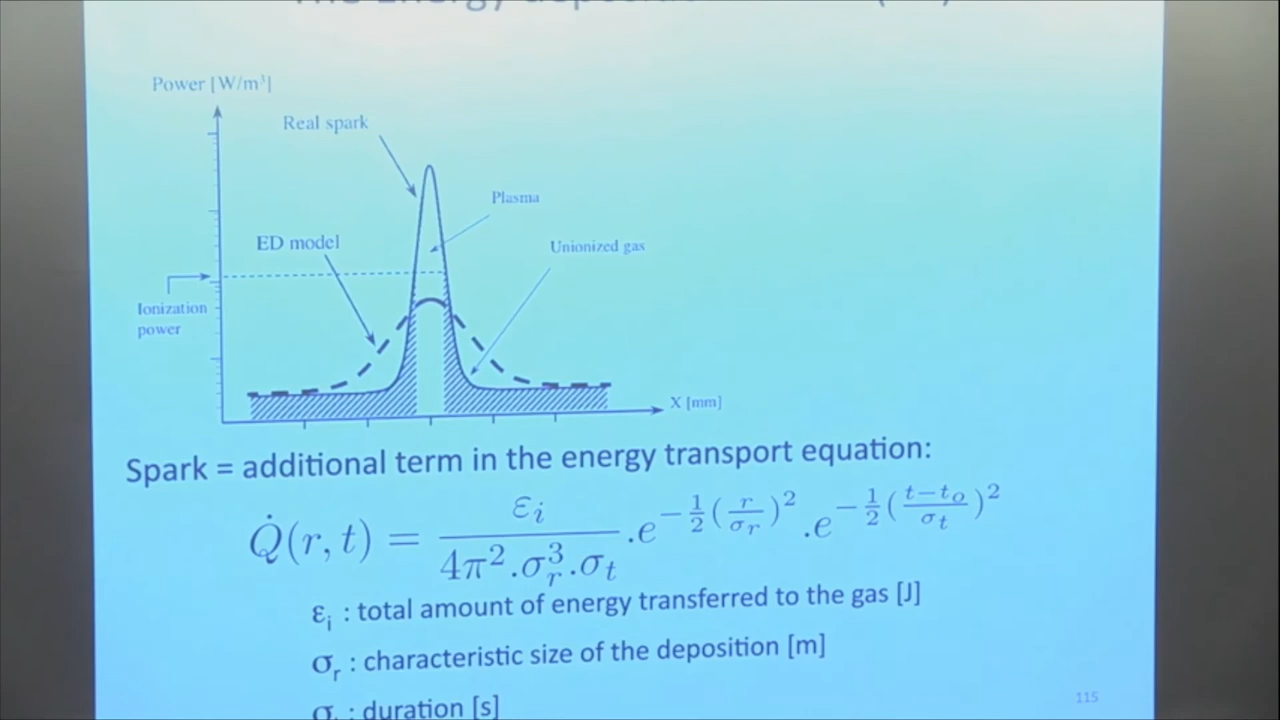 Power [W/m³]
Real spark
Plasma
ED model
Unionized gas
Ionization
power
X [mm]
Spark = additional term in the energy transport equation:
Q̇(r, t) = εᵢ / (4π².σᵣ³.σₜ) .e^(−½(r/σᵣ)²) .e^(−½((t−tₒ)/σₜ)²)
εᵢ : total amount of energy transferred to the gas [J]
σᵣ : characteristic size of the deposition [m]
: duration [s]
115